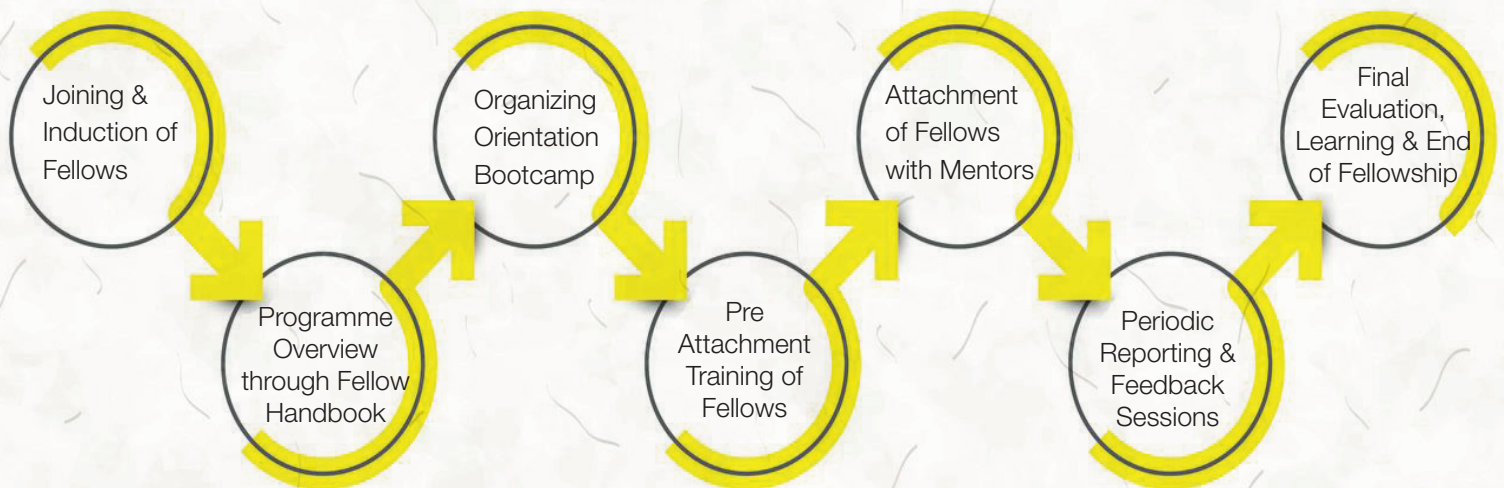 Joining &
Induction of
Fellows
Programme
Overview
through Fellow
Handbook
Organizing
Orientation
Bootcamp
Pre
Attachment
Training of
Fellows
Attachment
of Fellows
with Mentors
Periodic
Reporting &
Feedback
Sessions
Final
Evaluation,
Learning & End
of Fellowship